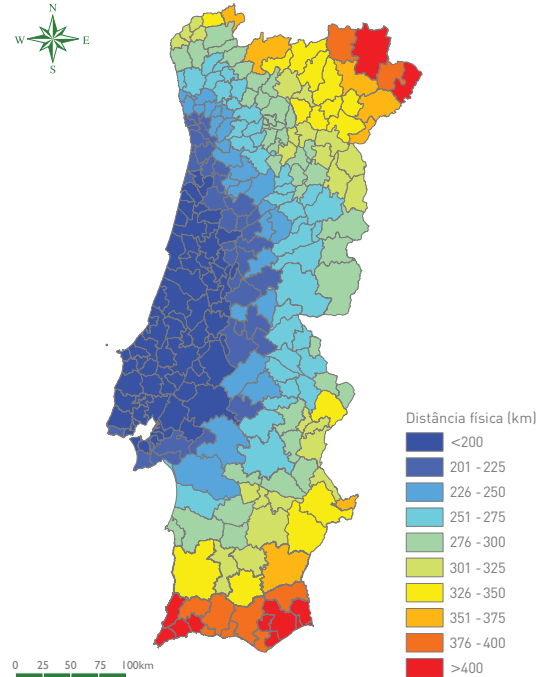 N
W E
S
Distância física (km)
<200
201 - 225
226 - 250
251 - 275
276 - 300
301 - 325
326 - 350
351 - 375
376 - 400
>400
0 25 50 75 100km